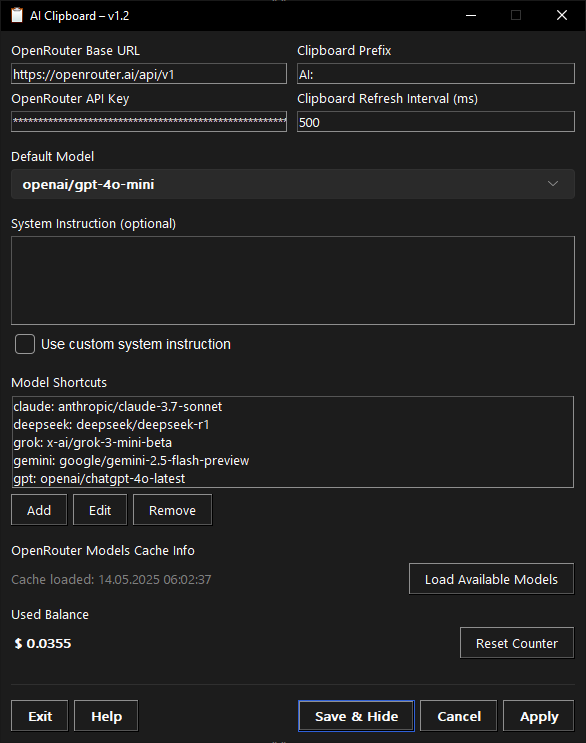 AI Clipboard – v1.2
OpenRouter Base URL
https://openrouter.ai/api/v1
Clipboard Prefix
AI:
OpenRouter API Key
********************************************************
Clipboard Refresh Interval (ms)
500
Default Model
openai/gpt-4o-mini
System Instruction (optional)
Use custom system instruction
Model Shortcuts
claude: anthropic/claude-3.7-sonnet
deepseek: deepseek/deepseek-r1
grok: x-ai/grok-3-mini-beta
gemini: google/gemini-2.5-flash-preview
gpt: openai/chatgpt-4o-latest
Add Edit Remove
OpenRouter Models Cache Info
Cache loaded: 14.05.2025 06:02:37
Load Available Models
Used Balance
$ 0.0355
Reset Counter
Exit Help Save & Hide Cancel Apply